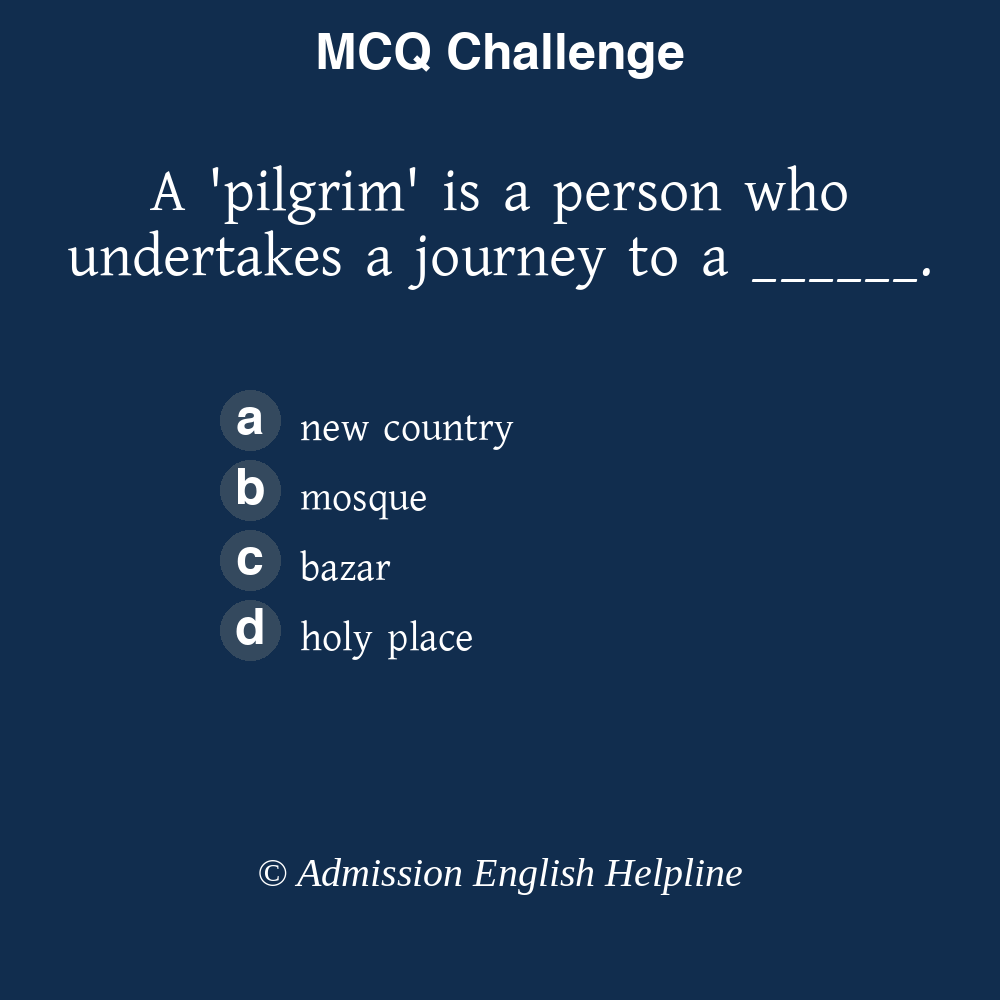 MCQ Challenge
A 'pilgrim' is a person who
undertakes a journey to a ______.
a new country
b mosque
c bazar
d holy place
© Admission English Helpline